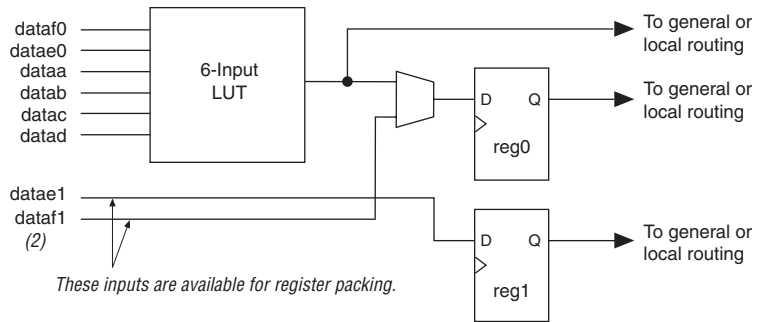 dataf0
datae0
dataa
datab
datac
datad
6-Input
LUT
To general or
local routing
D Q
reg0
To general or
local routing
datae1
dataf1
(2)
D Q
reg1
To general or
local routing
These inputs are available for register packing.